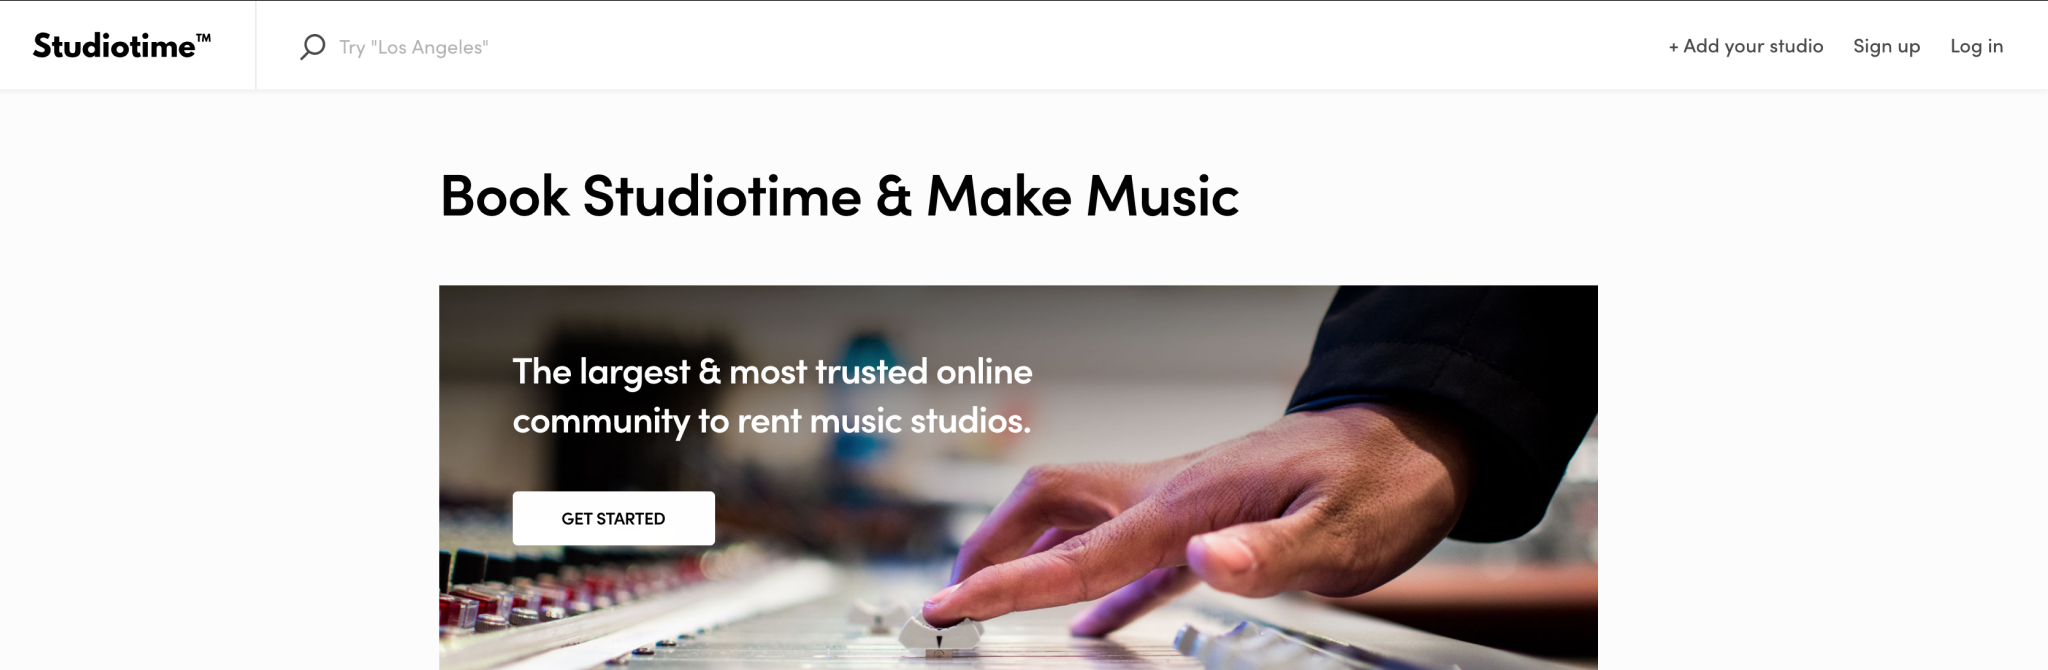 Studiotime™
Try "Los Angeles"
+ Add your studio
Sign up
Log in
Book Studiotime & Make Music
The largest & most trusted online
community to rent music studios.
GET STARTED